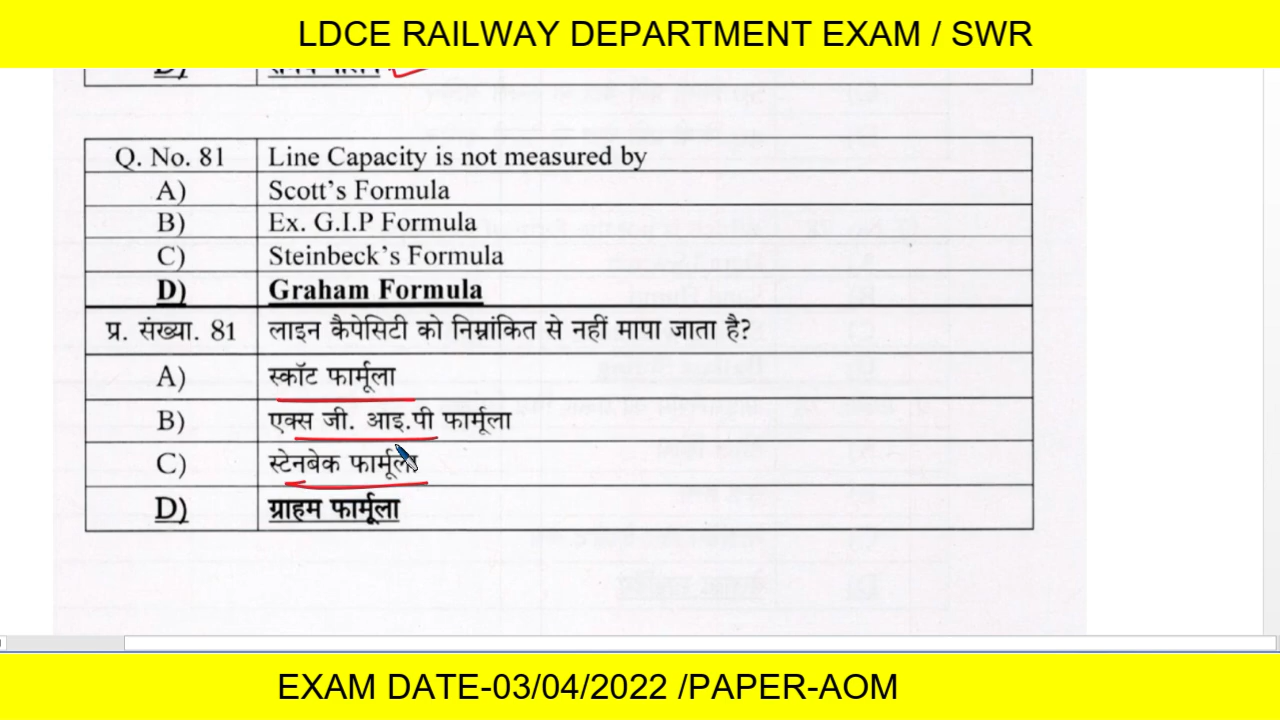 LDCE RAILWAY DEPARTMENT EXAM / SWR
D)
Q. No. 81 Line Capacity is not measured by
A) Scott's Formula
B) Ex. G.I.P Formula
C) Steinbeck's Formula
D) Graham Formula
प्र. संख्या. 81 लाइन कैपेसिटी को निम्नांकित से नहीं मापा जाता है?
A) स्कॉट फार्मूला
B) एक्स जी. आइ.पी फार्मूला
C) स्टेनबेक फार्मूला
D) ग्राहम फार्मूला
EXAM DATE-03/04/2022 /PAPER-AOM